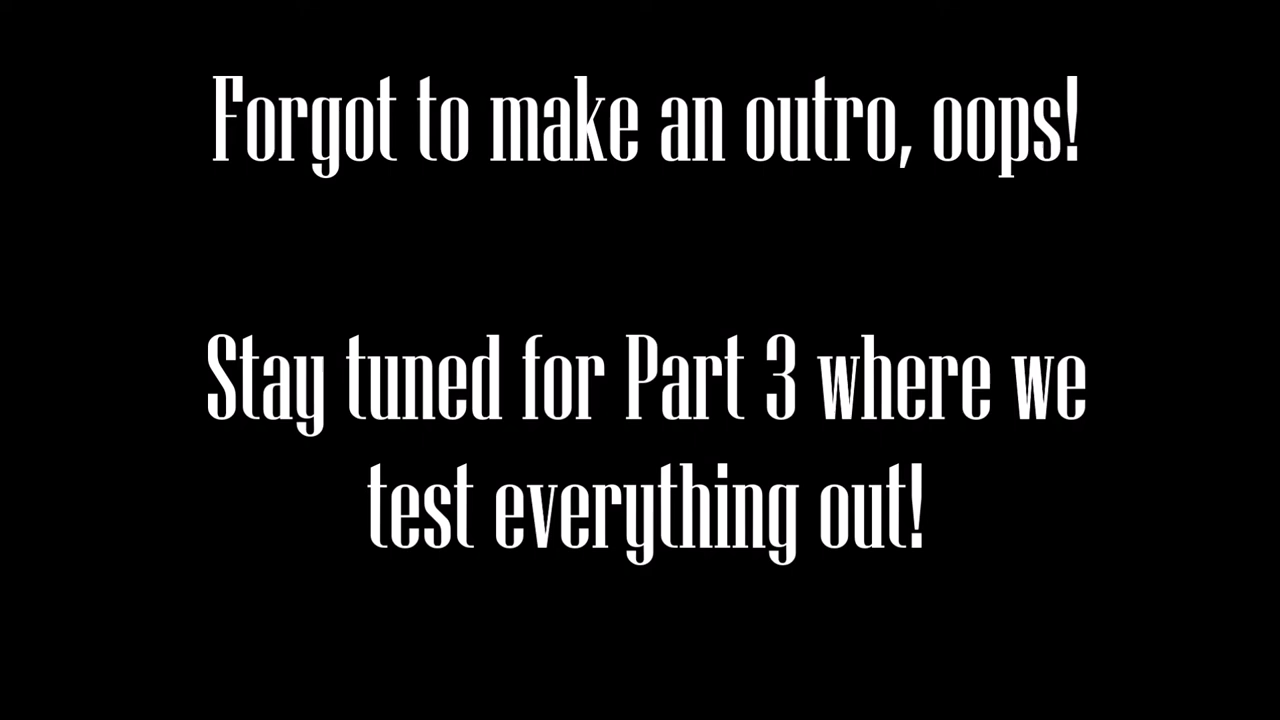 Forgot to make an outro, oops!
Stay tuned for Part 3 where we
test everything out!